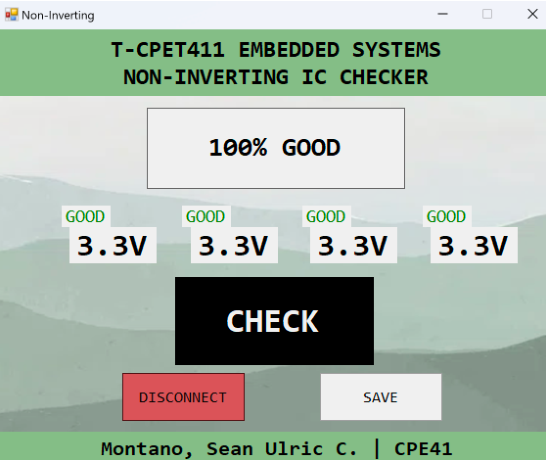 Non-Inverting
T-CPET411 EMBEDDED SYSTEMS
NON-INVERTING IC CHECKER
100% GOOD
GOOD GOOD GOOD GOOD
3.3V 3.3V 3.3V 3.3V
CHECK
DISCONNECT SAVE
Montano, Sean Ulric C. | CPE41